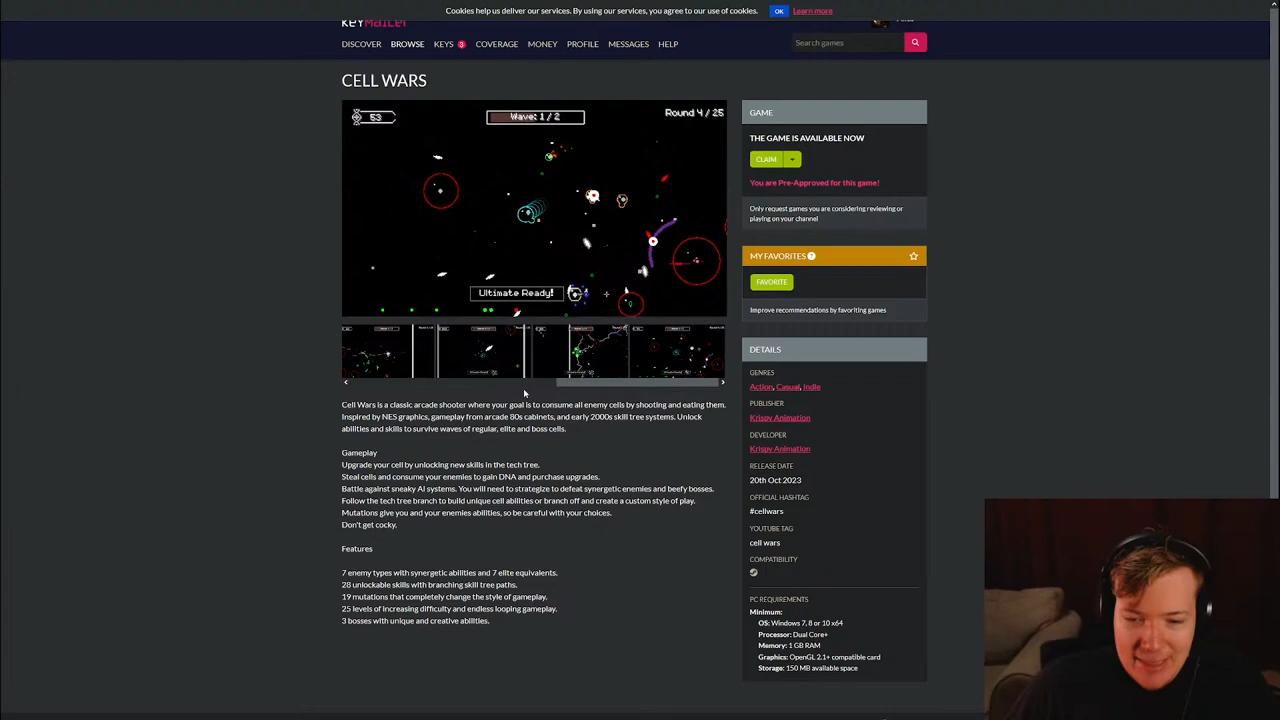 Cookies help us deliver our services. By using our services, you agree to our use of cookies. OK Learn more
KEYMAILER
DISCOVER BROWSE KEYS 3 COVERAGE MONEY PROFILE MESSAGES HELP Search games
CELL WARS
53
Wave: 1 / 2
Round 4 / 25
Ultimate Ready!
Cell Wars is a classic arcade shooter where your goal is to consume all enemy cells by shooting and eating them.
Inspired by NES graphics, gameplay from arcade 80s cabinets, and early 2000s skill tree systems. Unlock
abilities and skills to survive waves of regular, elite and boss cells.
Gameplay
Upgrade your cell by unlocking new skills in the tech tree.
Steal cells and consume your enemies to gain DNA and purchase upgrades.
Battle against sneaky AI systems. You will need to strategize to defeat synergetic enemies and beefy bosses.
Follow the tech tree branch to build unique cell abilities or branch off and create a custom style of play.
Mutations give you and your enemies abilities, so be careful with your choices.
Don't get cocky.
Features
7 enemy types with synergetic abilities and 7 elite equivalents.
28 unlockable skills with branching skill tree paths.
19 mutations that completely change the style of gameplay.
25 levels of increasing difficulty and endless looping gameplay.
3 bosses with unique and creative abilities.
GAME
THE GAME IS AVAILABLE NOW
CLAIM
You are Pre-Approved for this game!
Only request games you are considering reviewing or
playing on your channel
MY FAVORITES ?
FAVORITE
Improve recommendations by favoriting games
DETAILS
GENRES
Action, Casual, Indie
PUBLISHER
Krispy Animation
DEVELOPER
Krispy Animation
RELEASE DATE
20th Oct 2023
OFFICIAL HASHTAG
#cellwars
YOUTUBE TAG
cell wars
COMPATIBILITY
PC REQUIREMENTS
Minimum:
OS: Windows 7, 8 or 10 x64
Processor: Dual Core+
Memory: 1 GB RAM
Graphics: OpenGL 2.1+ compatible card
Storage: 150 MB available space